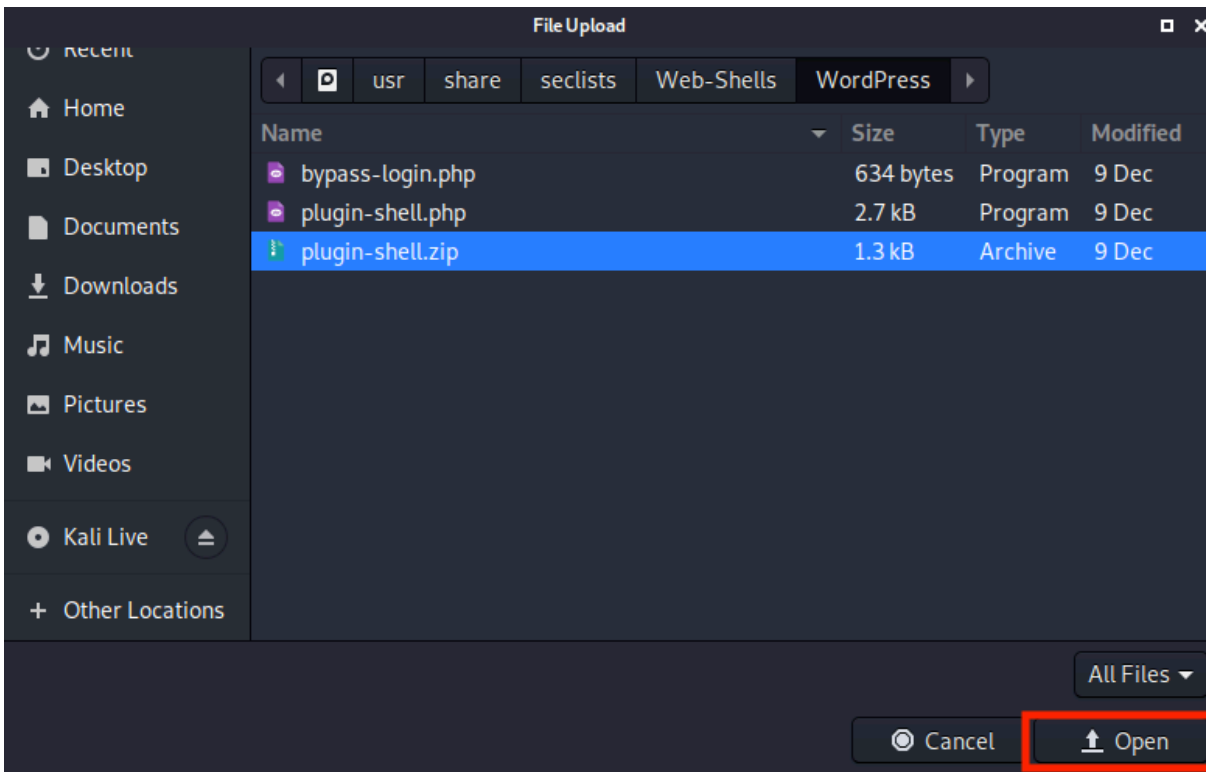 File Upload
Recent
Home
Desktop
Documents
Downloads
Music
Pictures
Videos
Kali Live
Other Locations
usr share seclists Web-Shells WordPress
Name Size Type Modified
bypass-login.php 634 bytes Program 9 Dec
plugin-shell.php 2.7 kB Program 9 Dec
plugin-shell.zip 1.3 kB Archive 9 Dec
All Files
Cancel Open